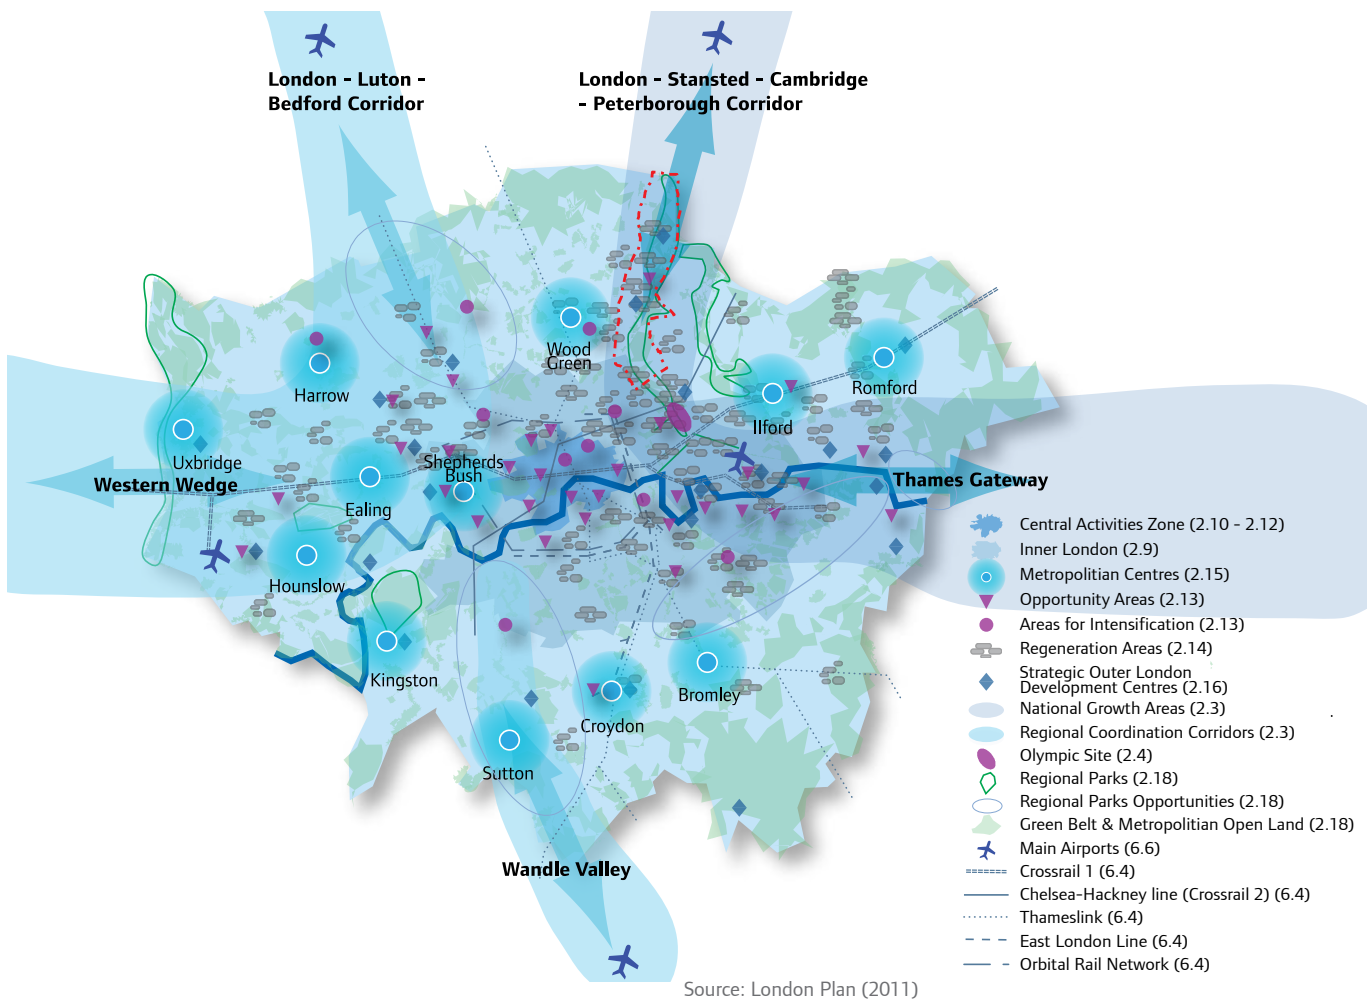 London - Luton -
Bedford Corridor
London - Stansted - Cambridge
- Peterborough Corridor
Wood
Green
Harrow
Romford
Ilford
Uxbridge
Shepherds
Bush
Western Wedge
Thames Gateway
Ealing
Hounslow
Kingston
Bromley
Croydon
Sutton
Wandle Valley
Central Activities Zone (2.10 - 2.12)
Inner London (2.9)
Metropolitan Centres (2.15)
Opportunity Areas (2.13)
Areas for Intensification (2.13)
Regeneration Areas (2.14)
Strategic Outer London
Development Centres (2.16)
National Growth Areas (2.3)
Regional Coordination Corridors (2.3)
Olympic Site (2.4)
Regional Parks (2.18)
Regional Parks Opportunities (2.18)
Green Belt & Metropolitan Open Land (2.18)
Main Airports (6.6)
Crossrail 1 (6.4)
Chelsea-Hackney line (Crossrail 2) (6.4)
Thameslink (6.4)
East London Line (6.4)
Orbital Rail Network (6.4)
Source: London Plan (2011)